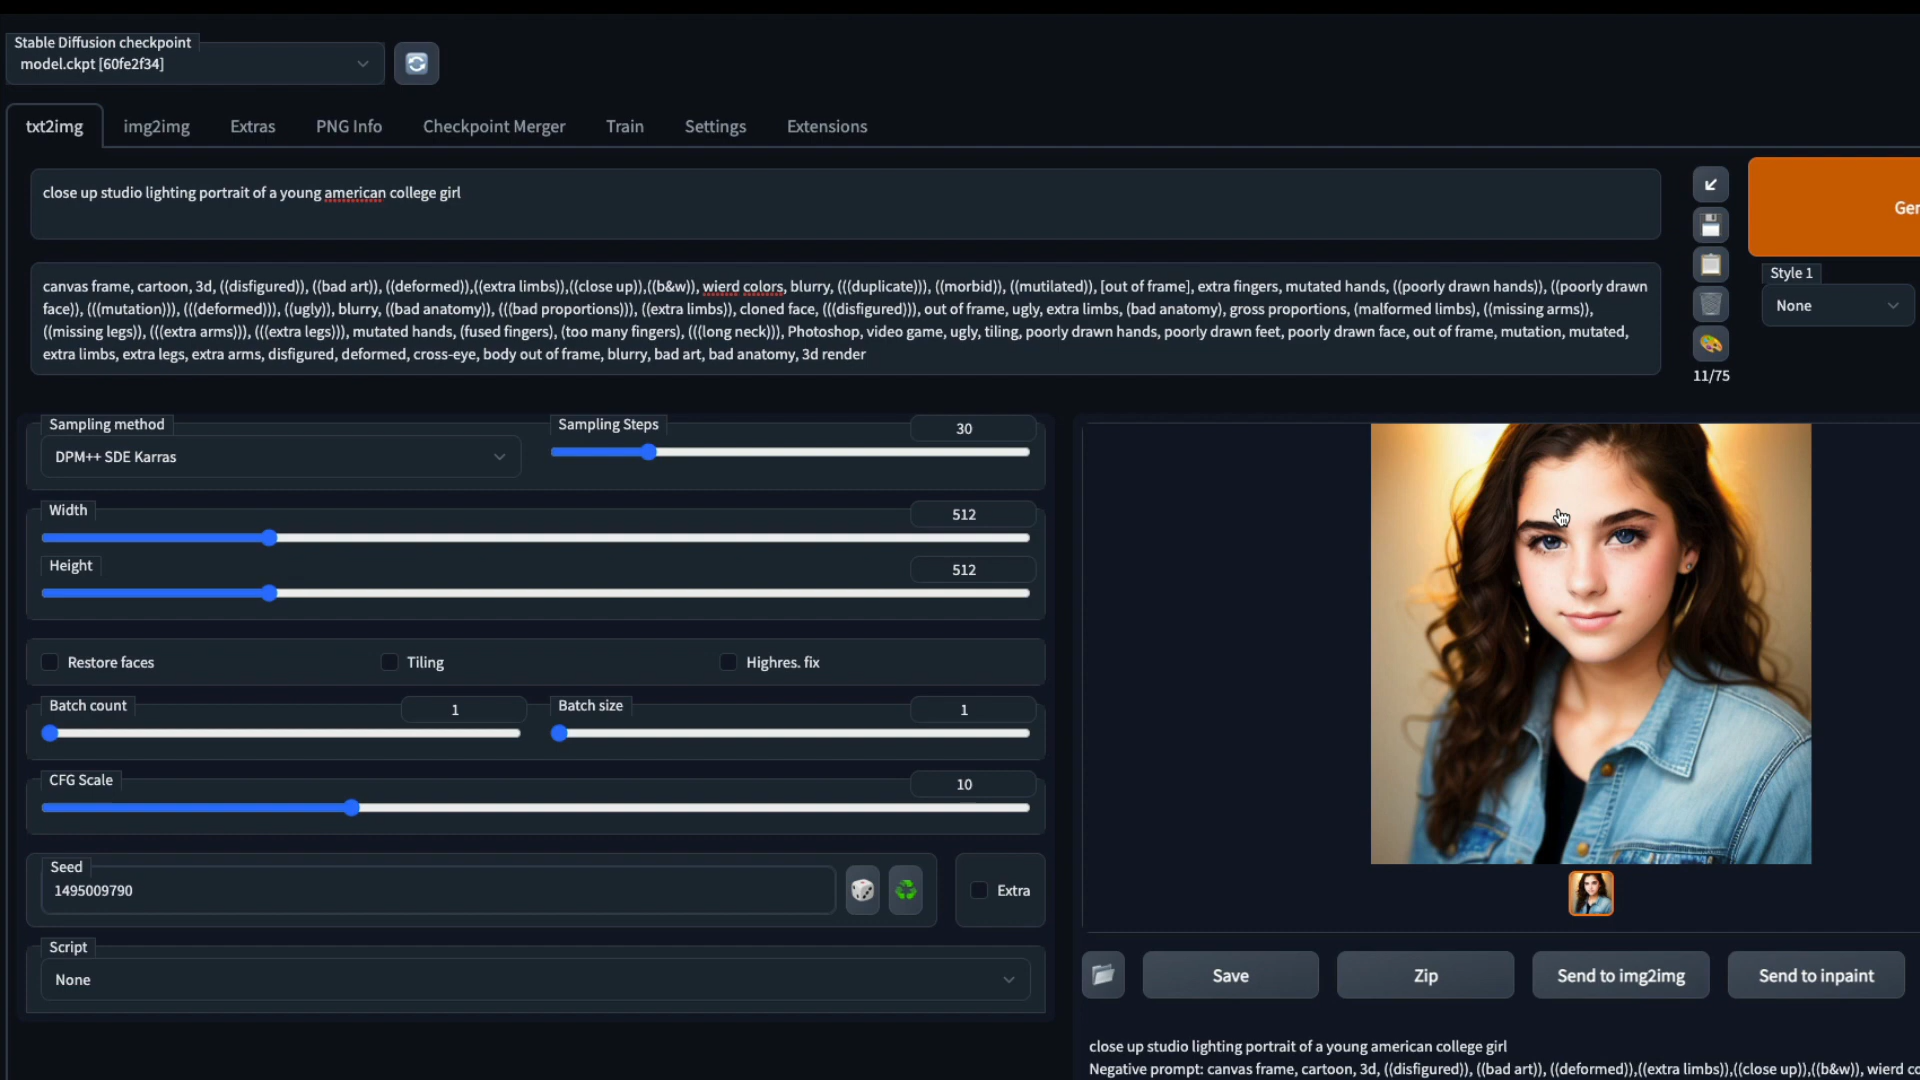 Stable Diffusion checkpoint
model.ckpt [60fe2f34]
txt2img
img2img
Extras
PNG Info
Checkpoint Merger
Train
Settings
Extensions
close up studio lighting portrait of a young american college girl
Ger
canvas frame, cartoon, 3d, ((disfigured)), ((bad art)), ((deformed)),((extra limbs)),((close up)),((b&w)), wierd colors, blurry, (((duplicate))), ((morbid)), ((mutilated)), [out of frame], extra fingers, mutated hands, ((poorly drawn hands)), ((poorly drawn
face)), (((mutation))), (((deformed))), ((ugly)), blurry, ((bad anatomy)), (((bad proportions))), ((extra limbs)), cloned face, (((disfigured))), out of frame, ugly, extra limbs, (bad anatomy), gross proportions, (malformed limbs), ((missing arms)),
((missing legs)), (((extra arms))), (((extra legs))), mutated hands, (fused fingers), (too many fingers), (((long neck))), Photoshop, video game, ugly, tiling, poorly drawn hands, poorly drawn feet, poorly drawn face, out of frame, mutation, mutated,
extra limbs, extra legs, extra arms, disfigured, deformed, cross-eye, body out of frame, blurry, bad art, bad anatomy, 3d render
Style 1
None
11/75
Sampling method
DPM++ SDE Karras
Sampling Steps
30
Width
512
Height
512
Restore faces
Tiling
Highres. fix
Batch count
1
Batch size
1
CFG Scale
10
Seed
1495009790
Extra
Script
None
Save
Zip
Send to img2img
Send to inpaint
close up studio lighting portrait of a young american college girl
Negative prompt: canvas frame, cartoon, 3d, ((disfigured)), ((bad art)), ((deformed)),((extra limbs)),((close up)),((b&w)), wierd co